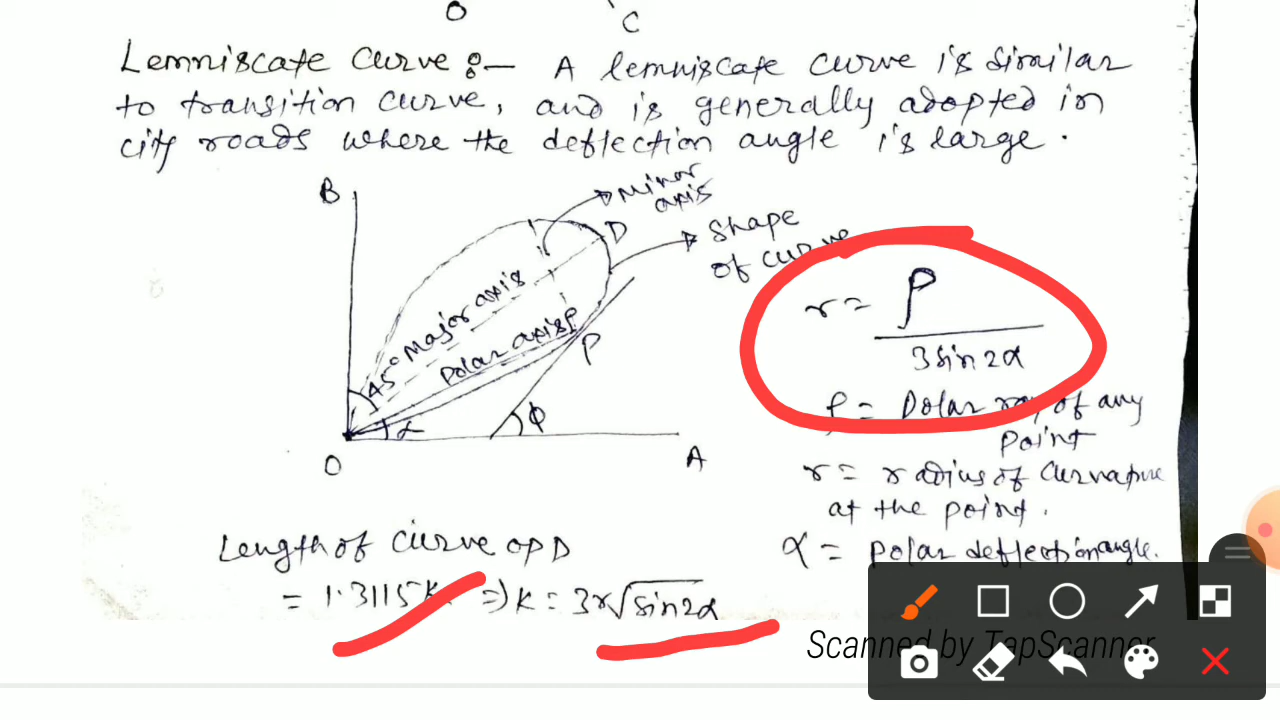 O
C
Lemniscate Curve :- A lemniscate curve is similar
to transition curve, and is generally adopted in
city roads where the deflection angle is large.
B
Minor
axis
D
Shape
of curve
Major axis
45°
Polar axis ρ
P
α
ϕ
O
A
r = ρ
3 sin 2α
ρ = Polar ray of any
Point
r = radius of Curvature
at the point.
α = Polar deflection angle.
Length of curve OPD
= 1.3115 K => K = 3r√sin2α
Scanned by TapScanner